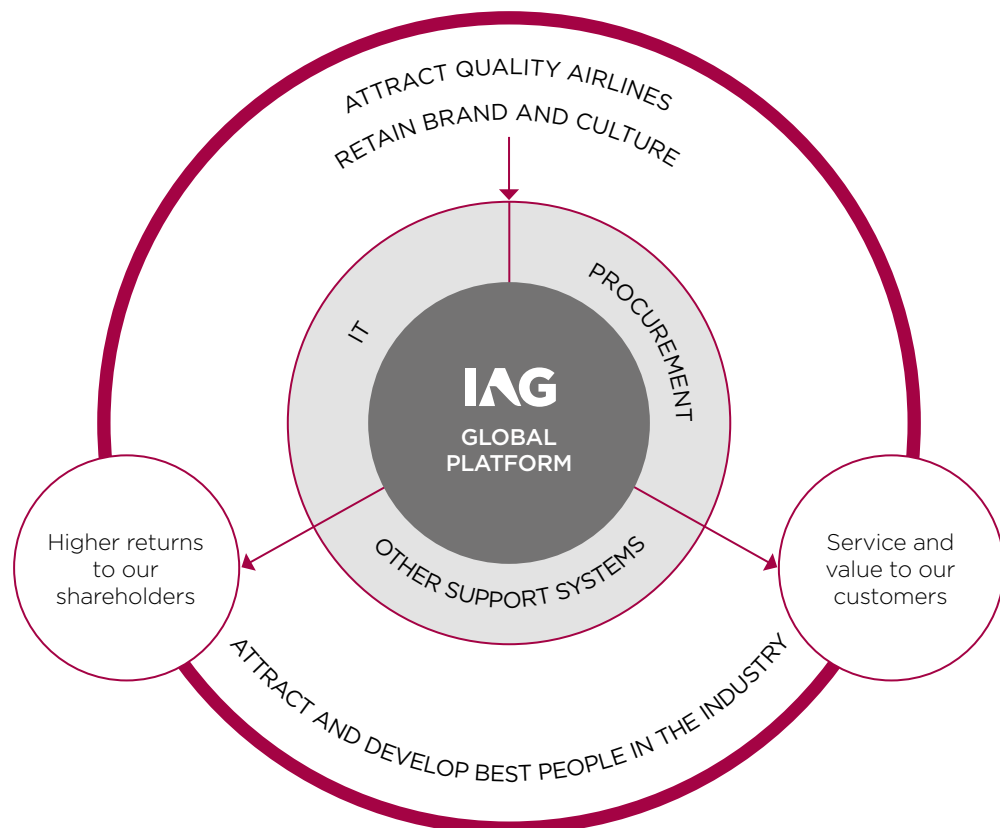 ATTRACT QUALITY AIRLINES
RETAIN BRAND AND CULTURE
IT
PROCUREMENT
IAG
GLOBAL
PLATFORM
OTHER SUPPORT SYSTEMS
Higher returns
to our
shareholders
Service and
value to our
customers
ATTRACT AND DEVELOP BEST PEOPLE IN THE INDUSTRY